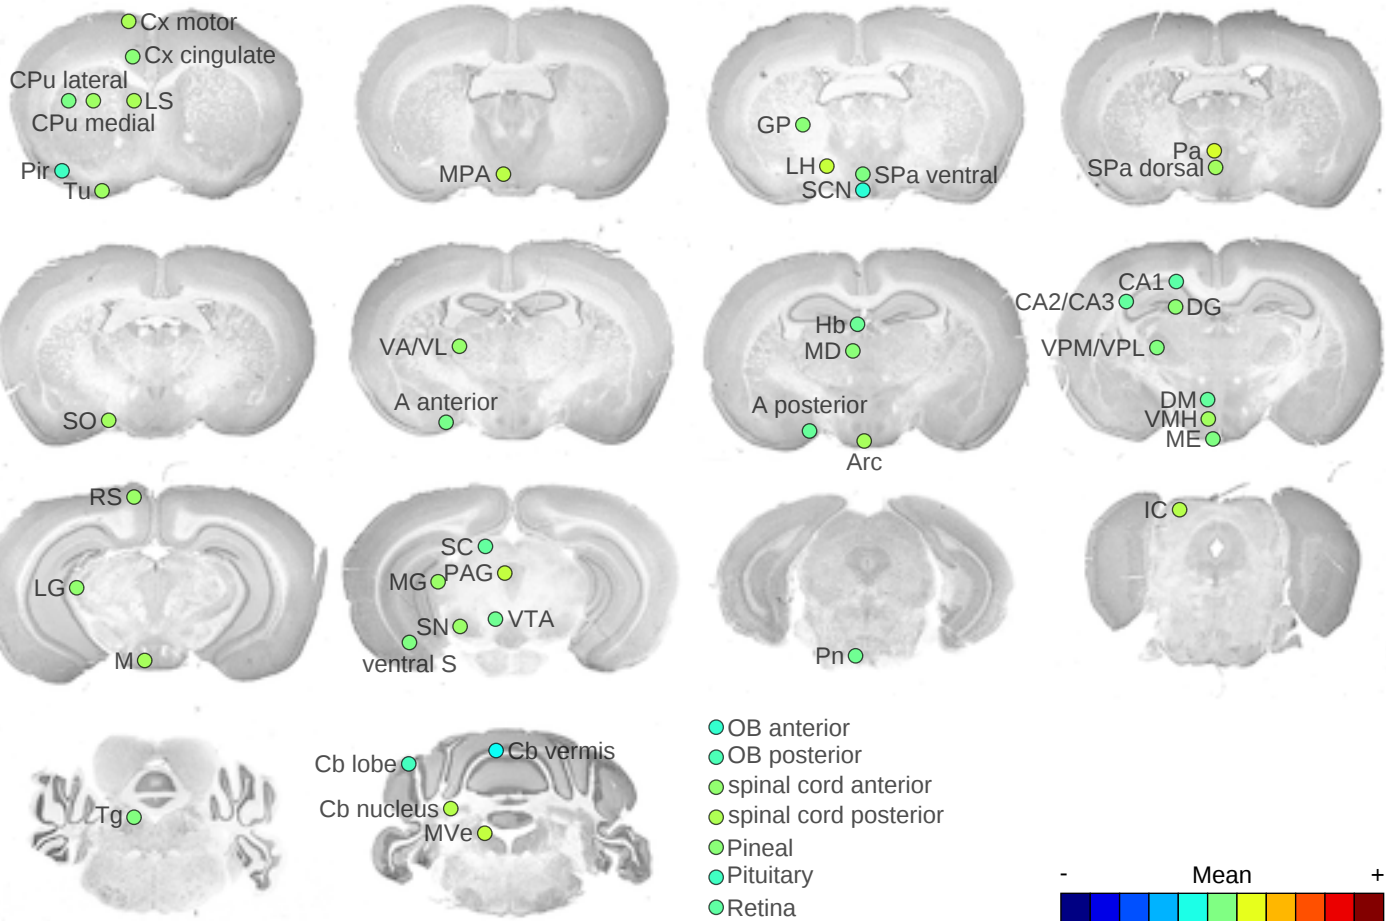 Cx motor
Cx cingulate
CPu lateral
LS
CPu medial
Pir
Tu
MPA
GP
LH
SPa ventral
SCN
Pa
SPa dorsal
SO
VA/VL
A anterior
Hb
MD
A posterior
Arc
CA1
CA2/CA3
DG
VPM/VPL
DM
VMH
ME
RS
LG
M
SC
MG
PAG
SN
VTA
ventral S
Pn
IC
Tg
Cb lobe
Cb vermis
Cb nucleus
MVe
OB anterior
OB posterior
spinal cord anterior
spinal cord posterior
Pineal
Pituitary
Retina
- Mean +